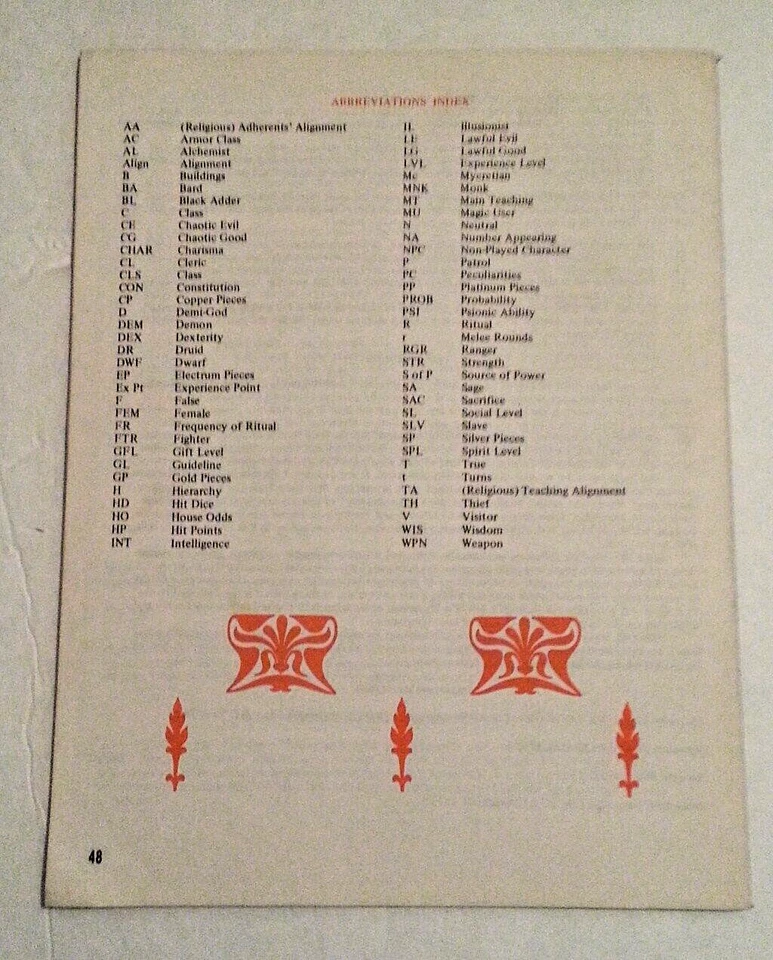 ABBREVIATIONS INDEX
AA (Religious) Adherents' Alignment
AC Armor Class
AL Alchemist
Align Alignment
B Buildings
BA Bard
BL Black Adder
C Class
CE Chaotic Evil
CG Chaotic Good
CHAR Charisma
CL Cleric
CLS Class
CON Constitution
CP Copper Pieces
D Demi-God
DEM Demon
DEX Dexterity
DR Druid
DWF Dwarf
EP Electrum Pieces
Ex Pt Experience Point
F False
FEM Female
FR Frequency of Ritual
FTR Fighter
GFL Gift Level
GL Guideline
GP Gold Pieces
H Hierarchy
HD Hit Dice
HO House Odds
HP Hit Points
INT Intelligence
IL Illusionist
LE Lawful Evil
LG Lawful Good
LVL Experience Level
Mc Mycretian
MNK Monk
MT Main Teaching
MU Magic User
N Neutral
NA Number Appearing
NPC Non-Played Character
P Patrol
PC Peculiarities
PP Platinum Pieces
PROB Probability
PSI Psionic Ability
R Ritual
r Melee Rounds
RGR Ranger
STR Strength
S of P Source of Power
SA Sage
SAC Sacrifice
SL Social Level
SLV Slave
SP Silver Pieces
SPL Spirit Level
T True
t Turns
TA (Religious) Teaching Alignment
TH Thief
V Visitor
WIS Wisdom
WPN Weapon
48